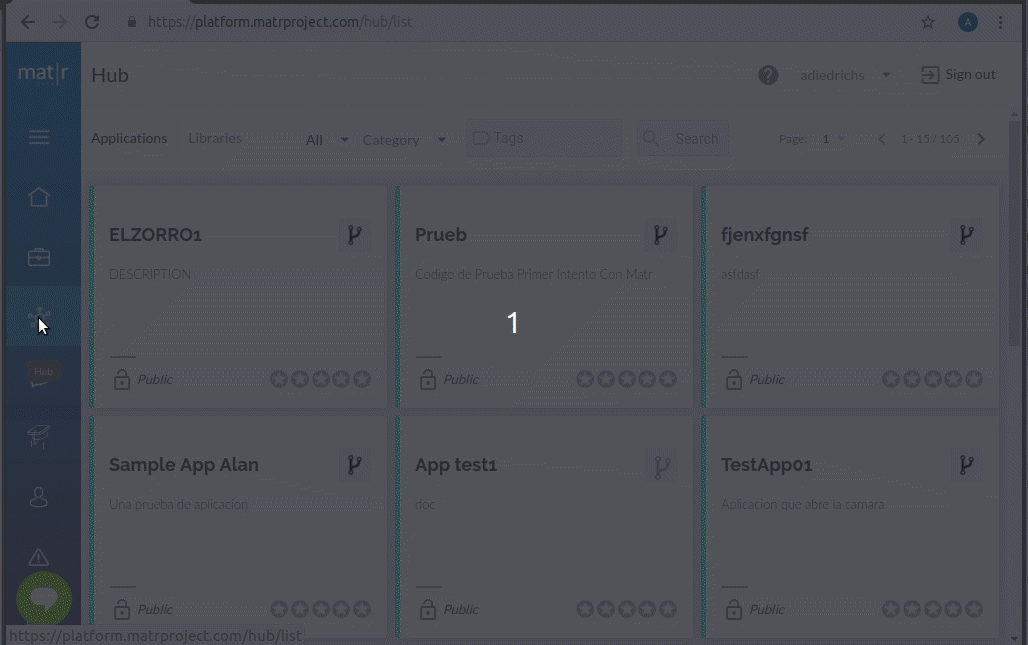 https://platform.matrproject.com/hub/list
A
mat|r
Hub
?
adiedrichs
Sign out
Applications
Libraries
All
Category
Tags
Search
Page: 1
1 - 15 / 105
ELZORRO1
DESCRIPTION
Public
Prueb
Codigo de Prueba Primer Intento Con Matr
Public
fjenxfgnsf
asfdasf
Public
1
Hub
Sample App Alan
Una prueba de aplicacion
Public
App test1
doc
Public
TestApp01
Aplicacion que abre la camara
Public
https://platform.matrproject.com/hub/list